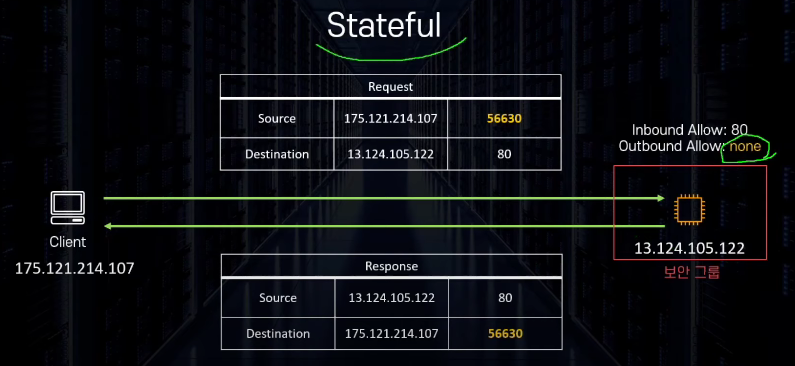 Stateful
Request
Source 175.121.214.107 56630
Destination 13.124.105.122 80
Inbound Allow: 80
Outbound Allow: none
Client
175.121.214.107
13.124.105.122
보안 그룹
Response
Source 13.124.105.122 80
Destination 175.121.214.107 56630